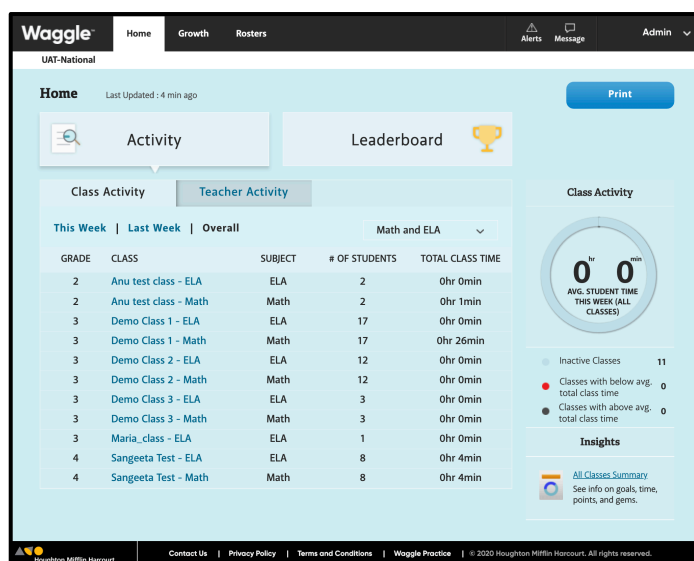 Waggle™ Home Growth Rosters Alerts Message Admin
UAT-National
Home Last Updated : 4 min ago Print
Activity Leaderboard
Class Activity Teacher Activity
This Week | Last Week | Overall Math and ELA
GRADE CLASS SUBJECT # OF STUDENTS TOTAL CLASS TIME
2 Anu test class - ELA ELA 2 0hr 0min
2 Anu test class - Math Math 2 0hr 1min
3 Demo Class 1 - ELA ELA 17 0hr 0min
3 Demo Class 1 - Math Math 17 0hr 26min
3 Demo Class 2 - ELA ELA 12 0hr 0min
3 Demo Class 2 - Math Math 12 0hr 0min
3 Demo Class 3 - ELA ELA 3 0hr 0min
3 Demo Class 3 - Math Math 3 0hr 0min
3 Maria_class - ELA ELA 1 0hr 0min
4 Sangeeta Test - ELA ELA 8 0hr 4min
4 Sangeeta Test - Math Math 8 0hr 4min
Class Activity
0 hr 0 min
AVG. STUDENT TIME
THIS WEEK (ALL
CLASSES)
Inactive Classes 11
Classes with below avg. 0
total class time
Classes with above avg. 0
total class time
Insights
All Classes Summary
See info on goals, time,
points, and gems.
Houghton Mifflin Harcourt
Contact Us | Privacy Policy | Terms and Conditions | Waggle Practice | © 2020 Houghton Mifflin Harcourt. All rights reserved.